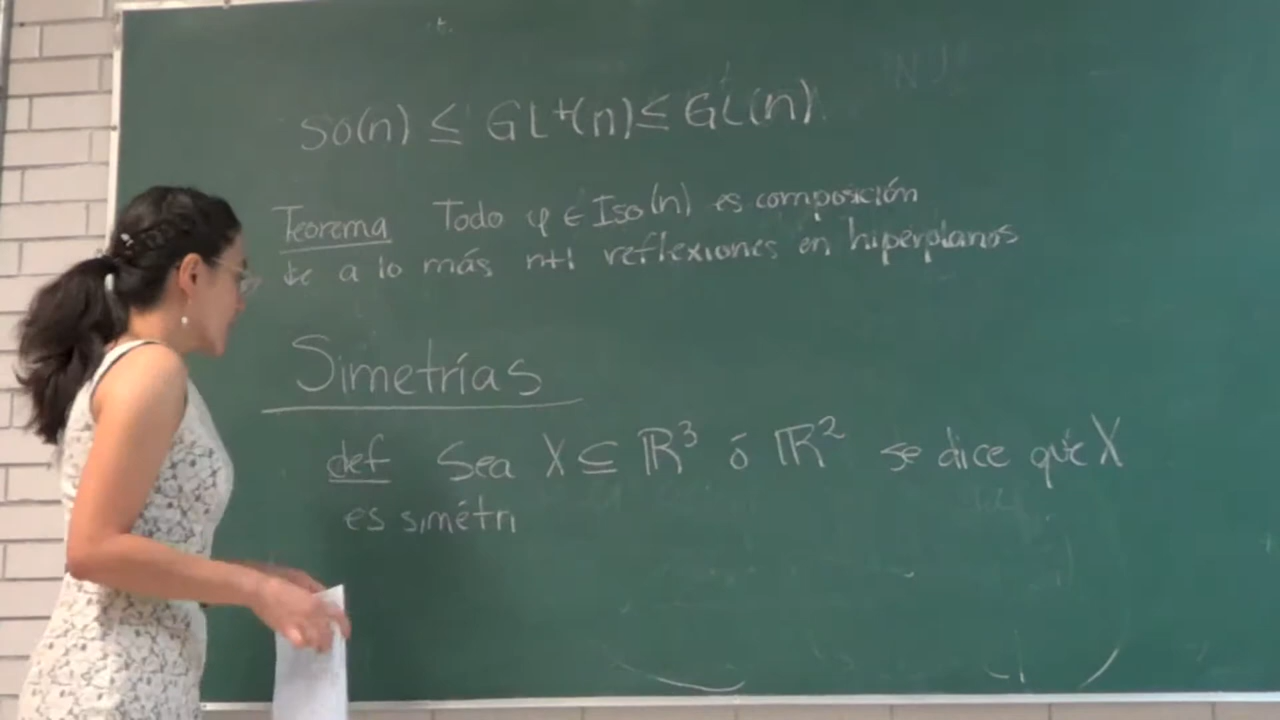 SO(n) ≤ GL+(n) ≤ GL(n)
Teorema Todo φ ∈ Iso(n) es composición
de a lo más n+1 reflexiones en hiperplanos
Simetrías
def Sea X ⊆ ℝ³ ó ℝ² se dice que X
es simétri